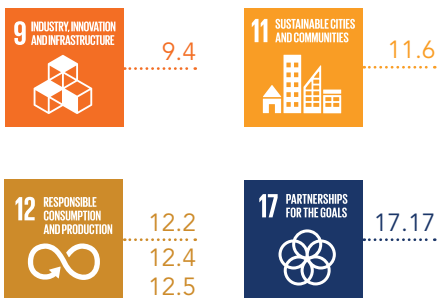 9 INDUSTRY, INNOVATION
AND INFRASTRUCTURE
9.4
11 SUSTAINABLE CITIES
AND COMMUNITIES
11.6
12 RESPONSIBLE
CONSUMPTION
AND PRODUCTION
12.2
12.4
12.5
17 PARTNERSHIPS
FOR THE GOALS
17.17